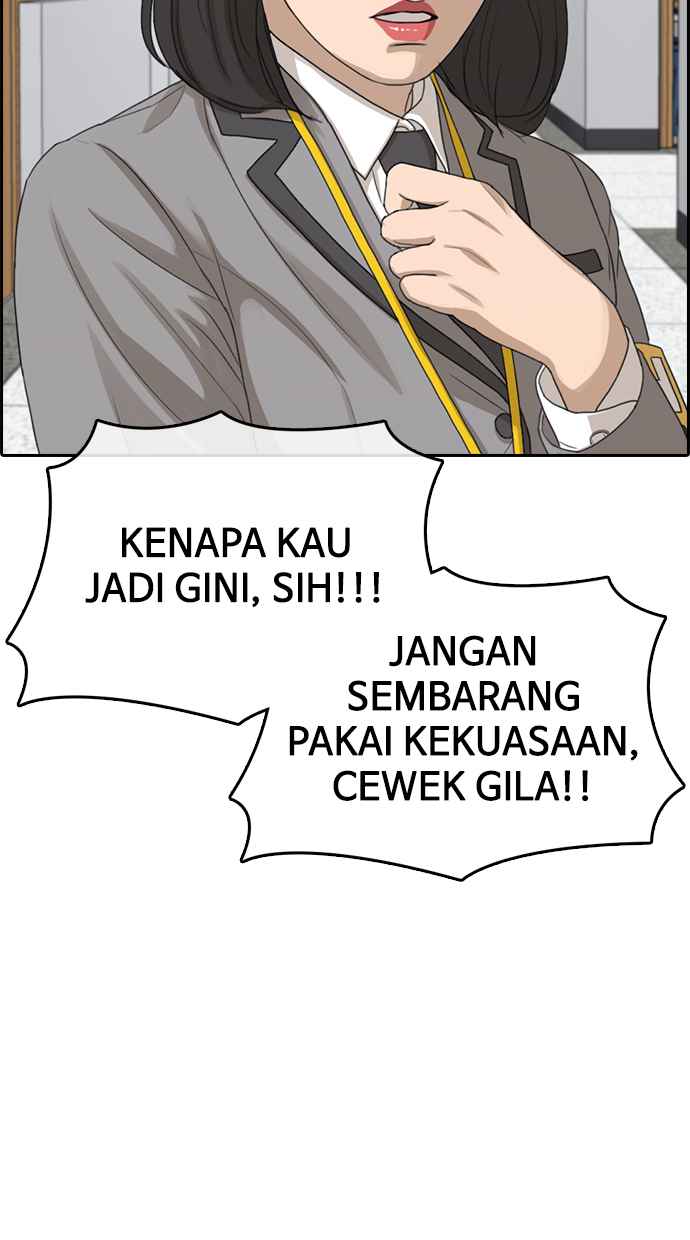 KENAPA KAU
JADI GINI, SIH!!!
JANGAN
SEMBARANG
PAKAI KEKUASAAN,
CEWEK GILA!!